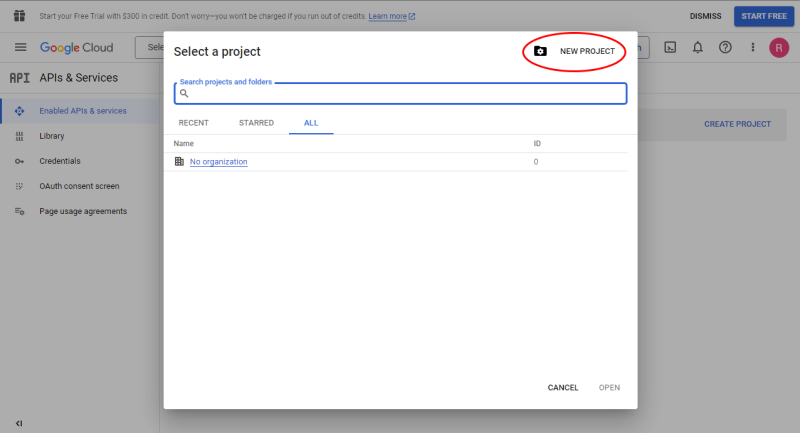 Start your Free Trial with $300 in credit. Don't worry—you won't be charged if you run out of credits. Learn more
DISMISS
START FREE
Google Cloud
Sele
R
API
APIs & Services
Select a project
NEW PROJECT
Search projects and folders
RECENT
STARRED
ALL
Name
ID
No organization
0
Enabled APIs & services
Library
Credentials
OAuth consent screen
Page usage agreements
CREATE PROJECT
CANCEL
OPEN